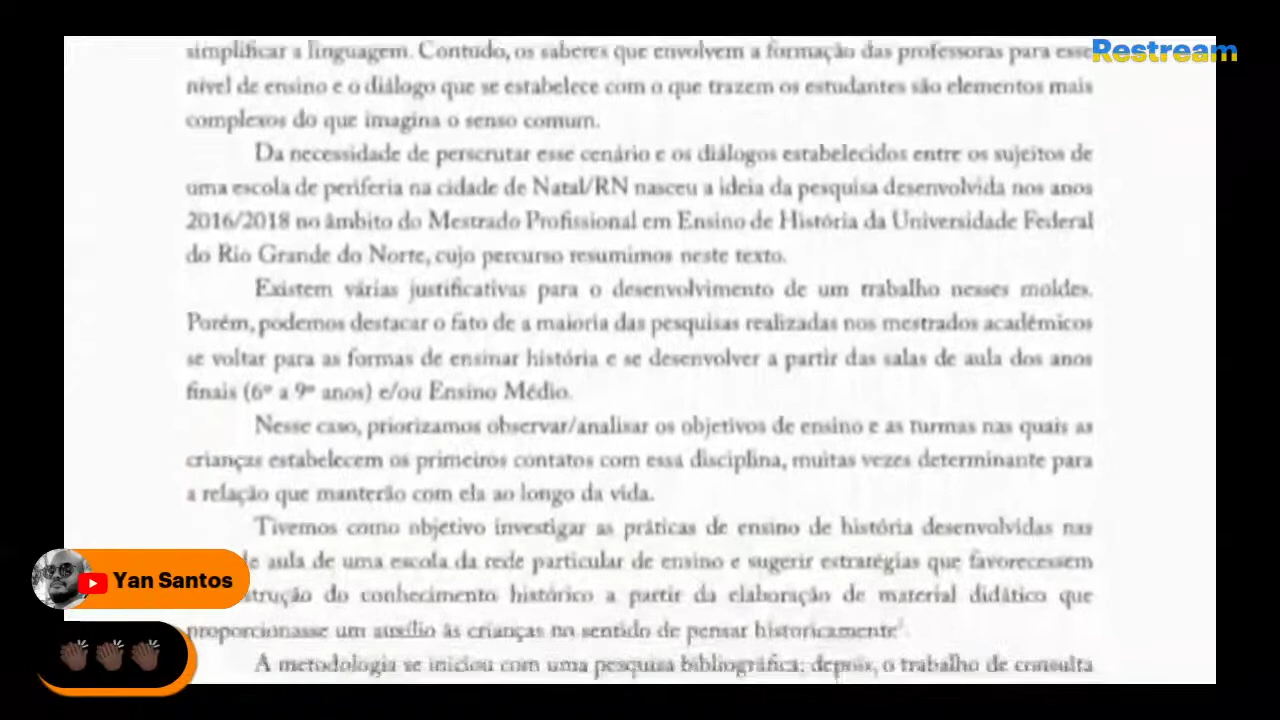 simplificar a linguagem. Contudo, os saberes que envolvem a formação das professoras para esse
Restream
nível de ensino e o diálogo que se estabelece com o que trazem os estudantes são elementos mais
complexos do que imagina o senso comum.
Da necessidade de perscrutar esse cenário e os diálogos estabelecidos entre os sujeitos de
uma escola de periferia na cidade de Natal/RN nasceu a ideia da pesquisa desenvolvida nos anos
2016/2018 no âmbito do Mestrado Profissional em Ensino de História da Universidade Federal
do Rio Grande do Norte, cujo percurso resumimos neste texto.
Existem várias justificativas para o desenvolvimento de um trabalho nesses moldes.
Porém, podemos destacar o fato de a maioria das pesquisas realizadas nos mestrados acadêmicos
se voltar para as formas de ensinar história e se desenvolver a partir das salas de aula dos anos
finais (6º a 9º anos) e/ou Ensino Médio.
Nesse caso, priorizamos observar/analisar os objetivos de ensino e as turmas nas quais as
crianças estabelecem os primeiros contatos com essa disciplina, muitas vezes determinante para
a relação que manterão com ela ao longo da vida.
Tivemos como objetivo investigar as práticas de ensino de história desenvolvidas nas
aula de uma escola da rede particular de ensino e sugerir estratégias que favorecessem
Yan Santos
trução do conhecimento histórico a partir da elaboração de material didático que
proporcionasse um auxílio às crianças no sentido de pensar historicamente
A metodologia se iniciou com uma pesquisa bibliográfica; depois, o trabalho de consulta